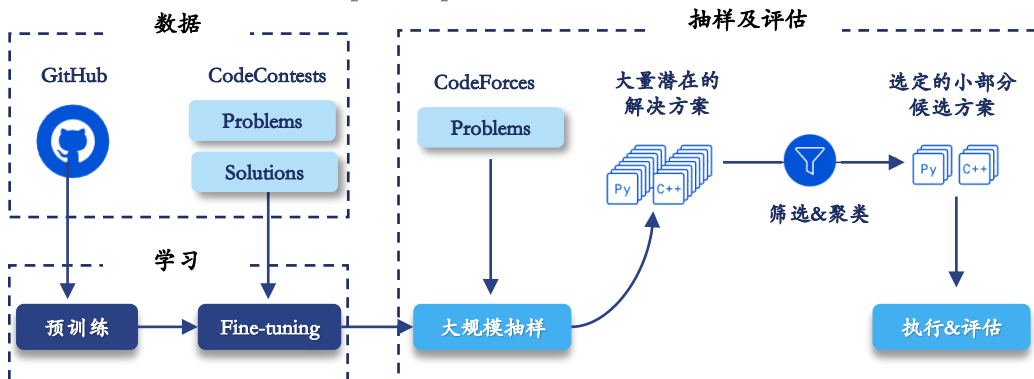 数据
GitHub
CodeContests
Problems
Solutions
学习
预训练
Fine-tuning
抽样及评估
CodeForces
Problems
大量潜在的
解决方案
Py
C++
筛选&聚类
选定的小部分
候选方案
Py
C++
大规模抽样
执行&评估